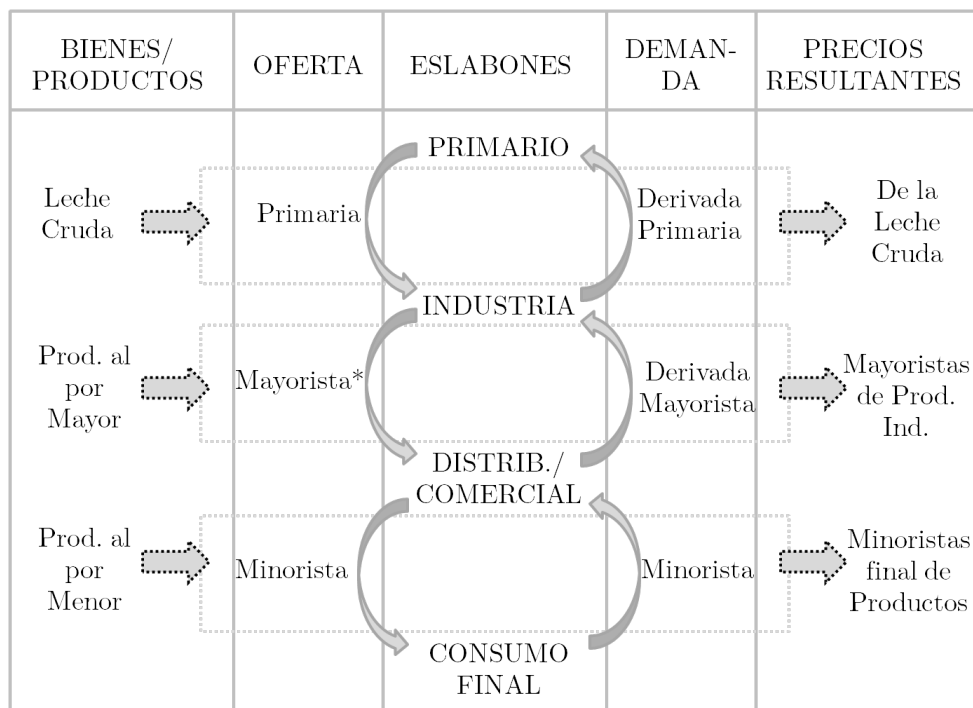 BIENES/
PRODUCTOS
OFERTA
ESLABONES
DEMAN-
DA
PRECIOS
RESULTANTES
PRIMARIO
Leche
Cruda
Primaria
Derivada
Primaria
De la
Leche
Cruda
INDUSTRIA
Prod. al
por
Mayor
Mayorista*
Derivada
Mayorista
Mayoristas
de Prod.
Ind.
DISTRIB./
COMERCIAL
Prod. al
por
Menor
Minorista
Minorista
Minoristas
final de
Productos
CONSUMO
FINAL